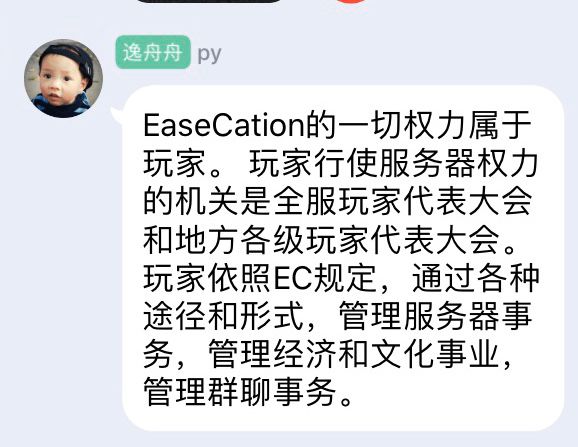 逸舟舟 py
EaseCation的一切权力属于
玩家。 玩家行使服务器权力
的机关是全服玩家代表大会
和地方各级玩家代表大会。
玩家依照EC规定，通过各种
途径和形式，管理服务器事
务，管理经济和文化事业，
管理群聊事务。